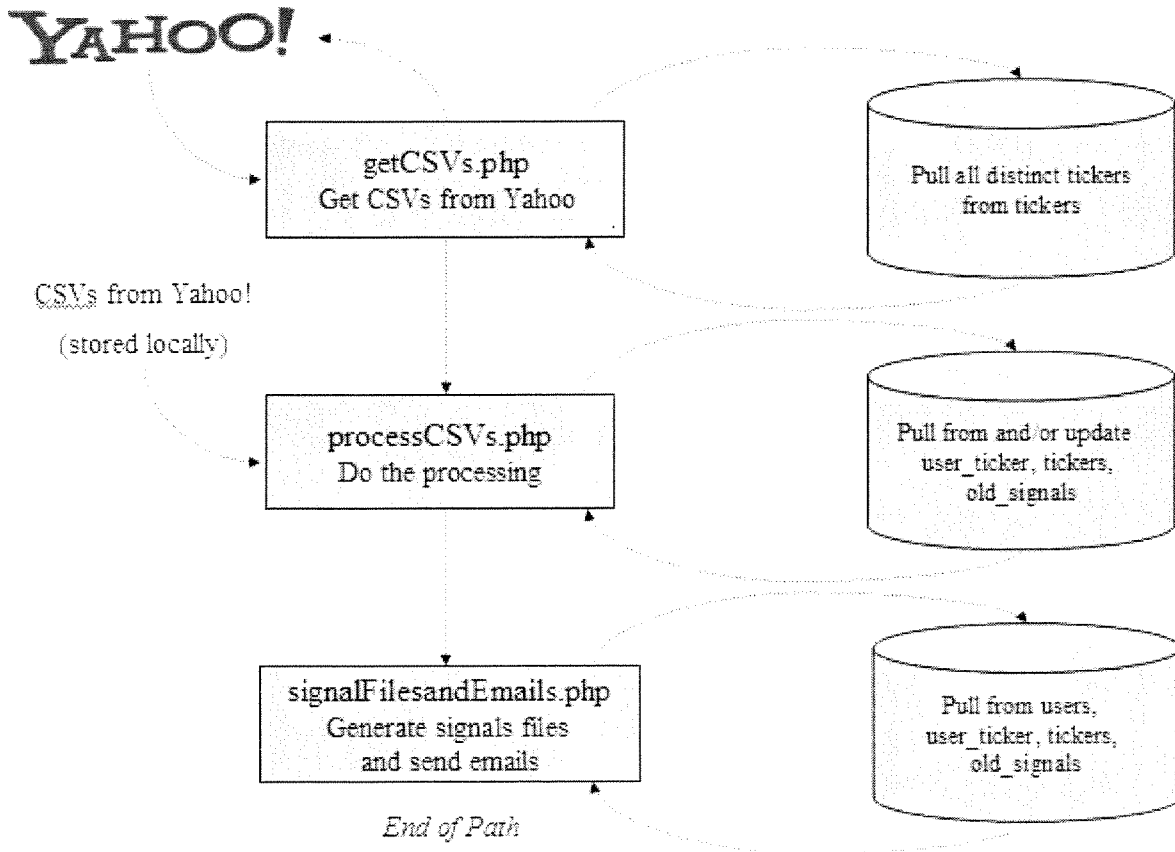 YAHOO!
getCSVs.php
Get CSVs from Yahoo
Pull all distinct tickers
from tickers
CSVs from Yahoo!
(stored locally)
processCSVs.php
Do the processing
Pull from and/or update
user_ticker, tickers,
old_signals
signalFilesandEmails.php
Generate signals files
and send emails
Pull from users,
user_ticker, tickers,
old_signals
End of Path